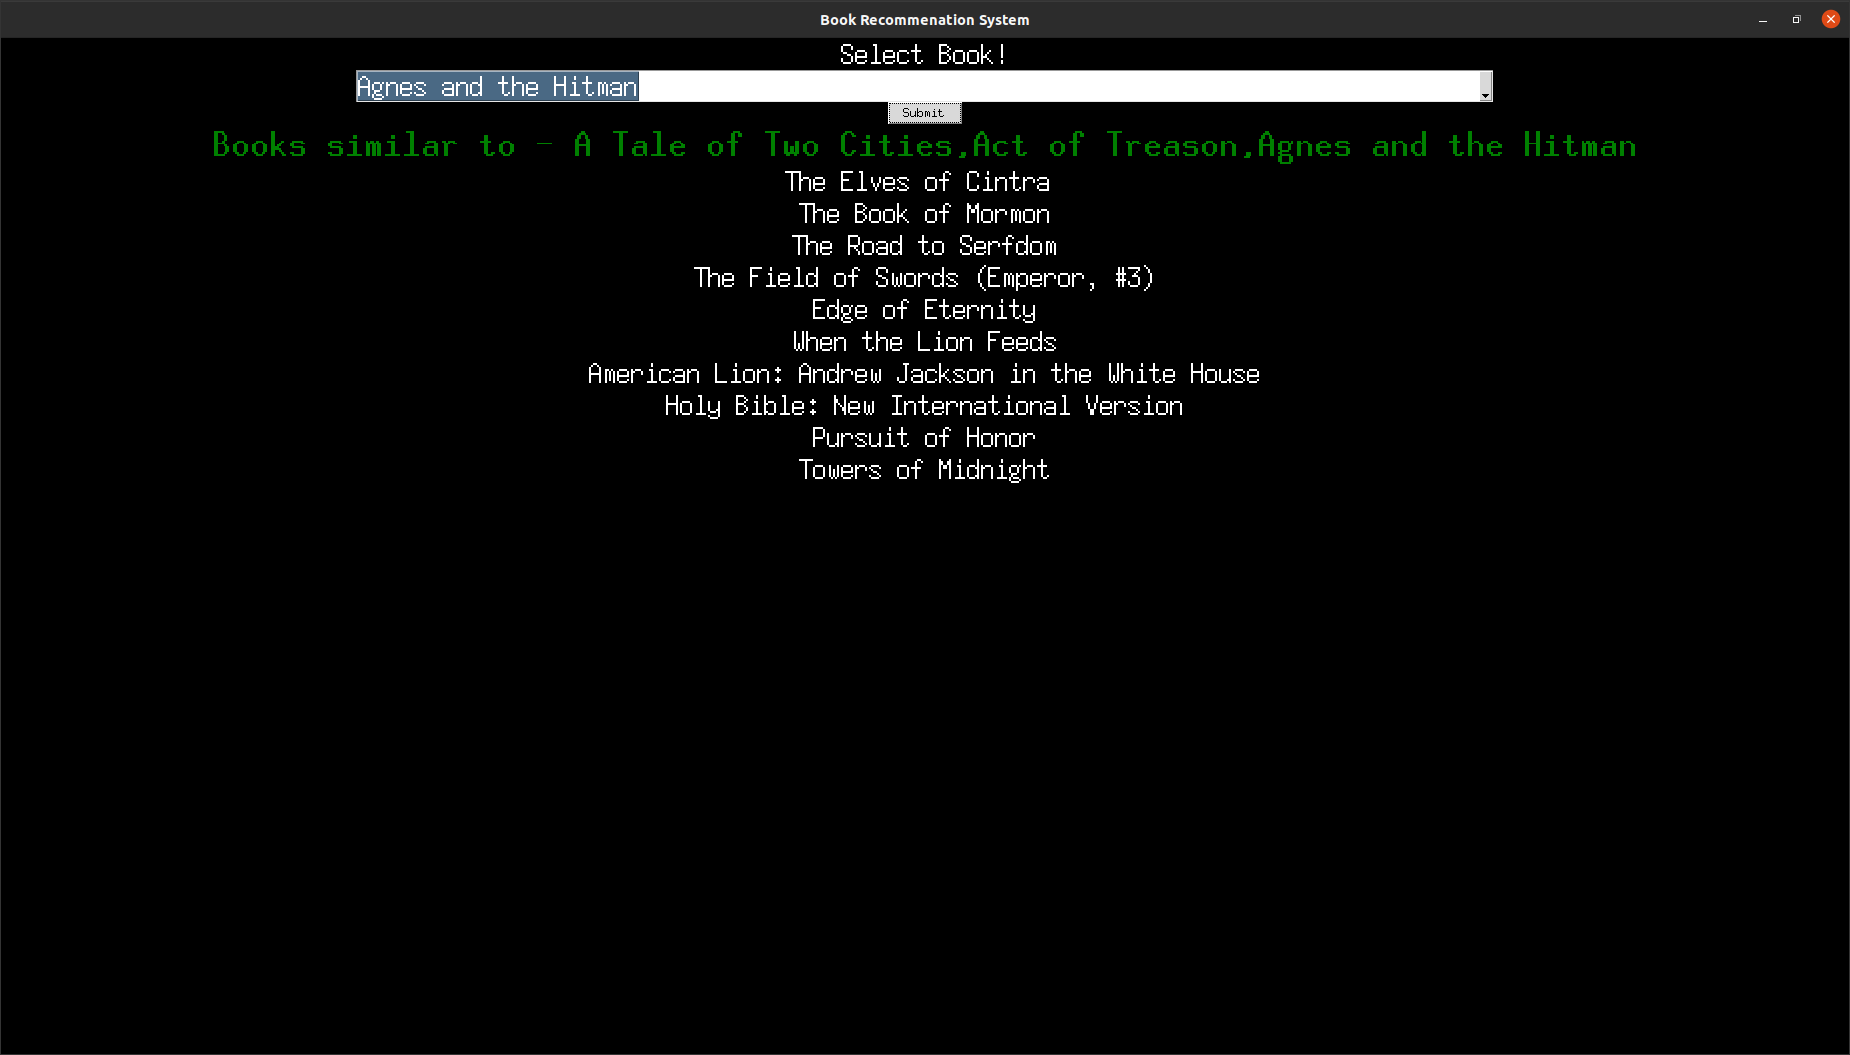 Book Recommenation System
Select Book!
Agnes and the Hitman
Submit
Books similar to - A Tale of Two Cities,Act of Treason,Agnes and the Hitman
The Elves of Cintra
The Book of Mormon
The Road to Serfdom
The Field of Swords (Emperor, #3)
Edge of Eternity
When the Lion Feeds
American Lion: Andrew Jackson in the White House
Holy Bible: New International Version
Pursuit of Honor
Towers of Midnight